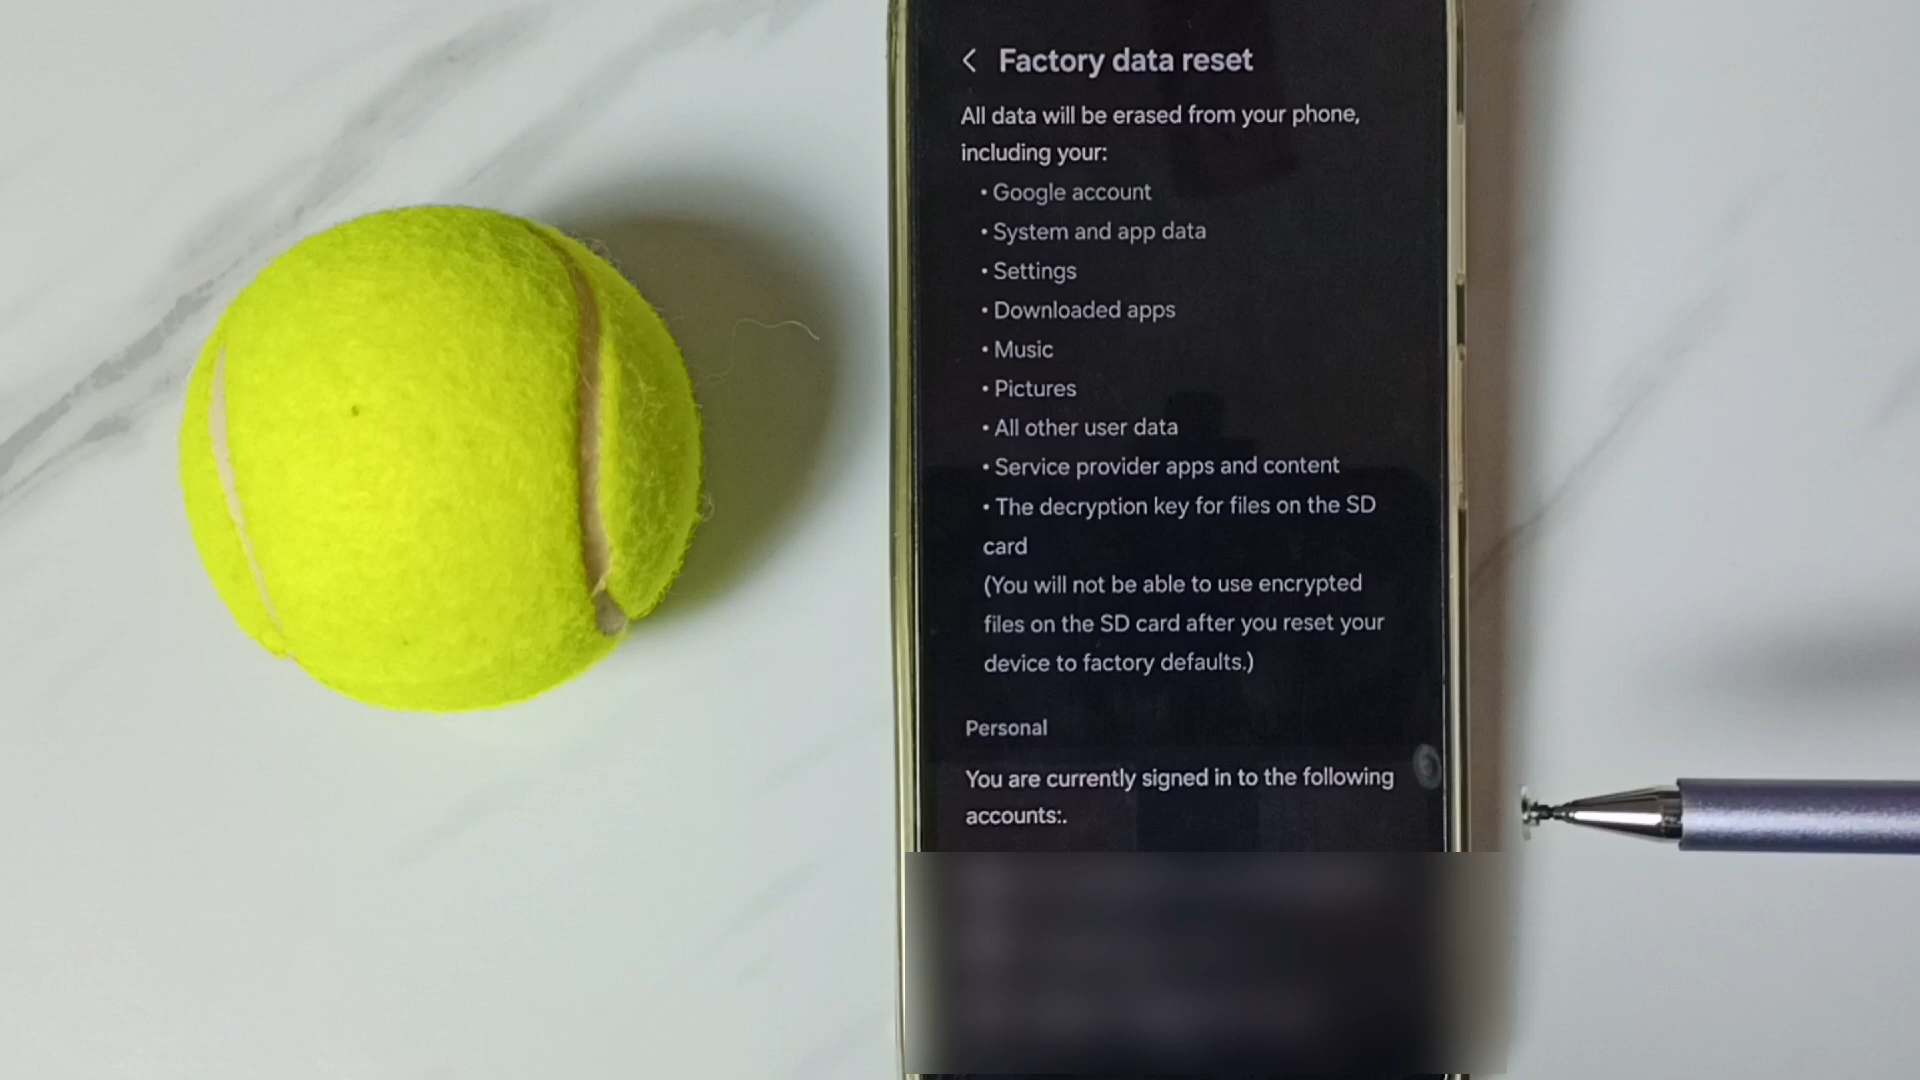 Factory data reset
All data will be erased from your phone,
including your:
• Google account
• System and app data
• Settings
• Downloaded apps
• Music
• Pictures
• All other user data
• Service provider apps and content
• The decryption key for files on the SD
card
(You will not be able to use encrypted
files on the SD card after you reset your
device to factory defaults.)
Personal
You are currently signed in to the following
accounts:.